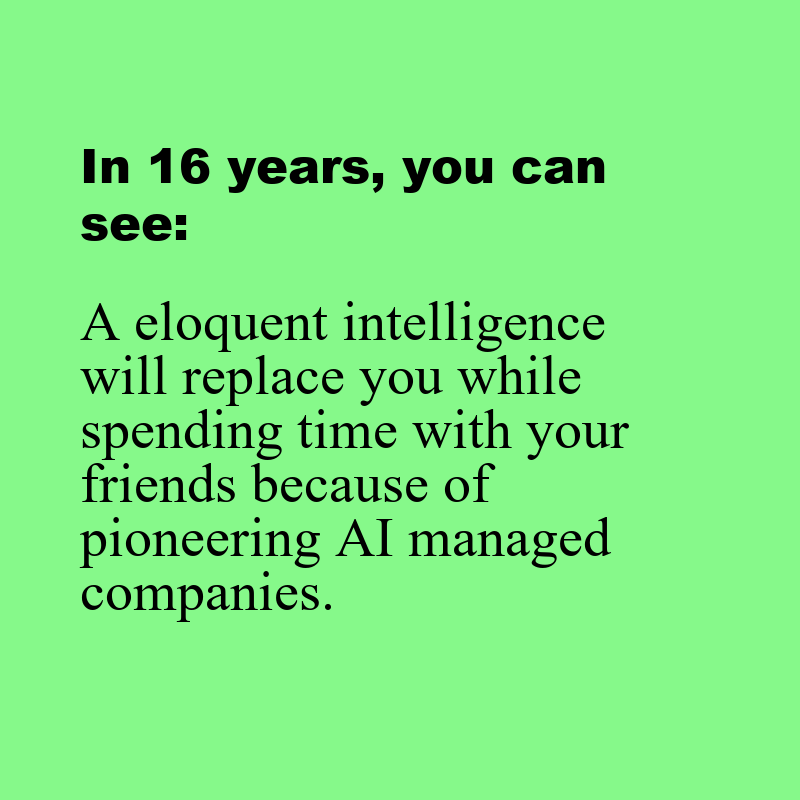 In 16 years, you can
see:
A eloquent intelligence
will replace you while
spending time with your
friends because of
pioneering AI managed
companies.